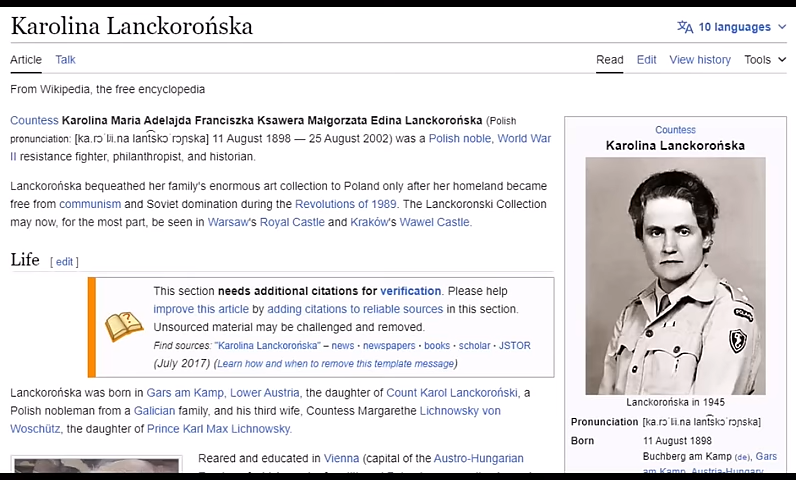 Karolina Lanckorońska
10 languages
Article Talk
Read Edit View history Tools
From Wikipedia, the free encyclopedia
Countess Karolina Maria Adelajda Franciszka Ksawera Małgorzata Edina Lanckorońska (Polish
pronunciation: [ka.rɔˈlʲi.na lant͡skɔˈrɔɲska] 11 August 1898 — 25 August 2002) was a Polish noble, World War
II resistance fighter, philanthropist, and historian.
Lanckorońska bequeathed her family's enormous art collection to Poland only after her homeland became
free from communism and Soviet domination during the Revolutions of 1989. The Lanckoronski Collection
may now, for the most part, be seen in Warsaw's Royal Castle and Kraków's Wawel Castle.
Life [ edit ]
This section needs additional citations for verification. Please help
improve this article by adding citations to reliable sources in this section.
Unsourced material may be challenged and removed.
Find sources: "Karolina Lanckorońska" – news · newspapers · books · scholar · JSTOR
(July 2017) (Learn how and when to remove this template message)
Lanckorońska was born in Gars am Kamp, Lower Austria, the daughter of Count Karol Lanckoroński, a
Polish nobleman from a Galician family, and his third wife, Countess Margarethe Lichnowsky von
Woschütz, the daughter of Prince Karl Max Lichnowsky.
Reared and educated in Vienna (capital of the Austro-Hungarian
Countess
Karolina Lanckorońska
POLAND
Lanckorońska in 1945
Pronunciation [ka.rɔˈlʲi.na lant͡skɔˈrɔɲska]
Born 11 August 1898
Buchberg am Kamp (de), Gars
am Kamp, Austria-Hungary